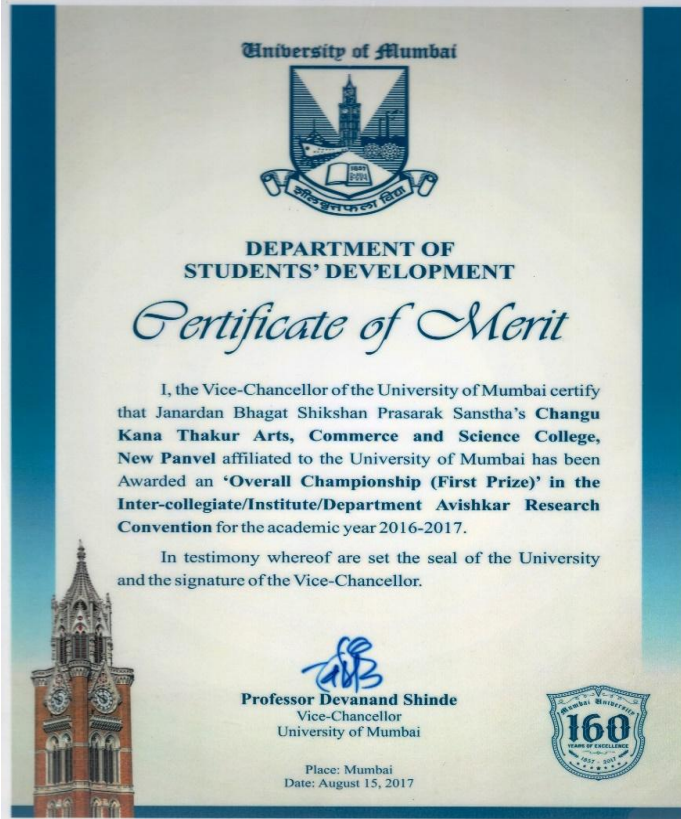 University of Mumbai
1857
शीलवृत्तफला विद्या
DEPARTMENT OF
STUDENTS' DEVELOPMENT
Certificate of Merit
I, the Vice-Chancellor of the University of Mumbai certify
that Janardan Bhagat Shikshan Prasarak Sanstha's Changu
Kana Thakur Arts, Commerce and Science College,
New Panvel affiliated to the University of Mumbai has been
Awarded an 'Overall Championship (First Prize)' in the
Inter-collegiate/Institute/Department Avishkar Research
Convention for the academic year 2016-2017.
In testimony whereof are set the seal of the University
and the signature of the Vice-Chancellor.
Professor Devanand Shinde
Vice-Chancellor
University of Mumbai
Mumbai University
160
YEARS OF EXCELLENCE
1857 - 2017
Place: Mumbai
Date: August 15, 2017